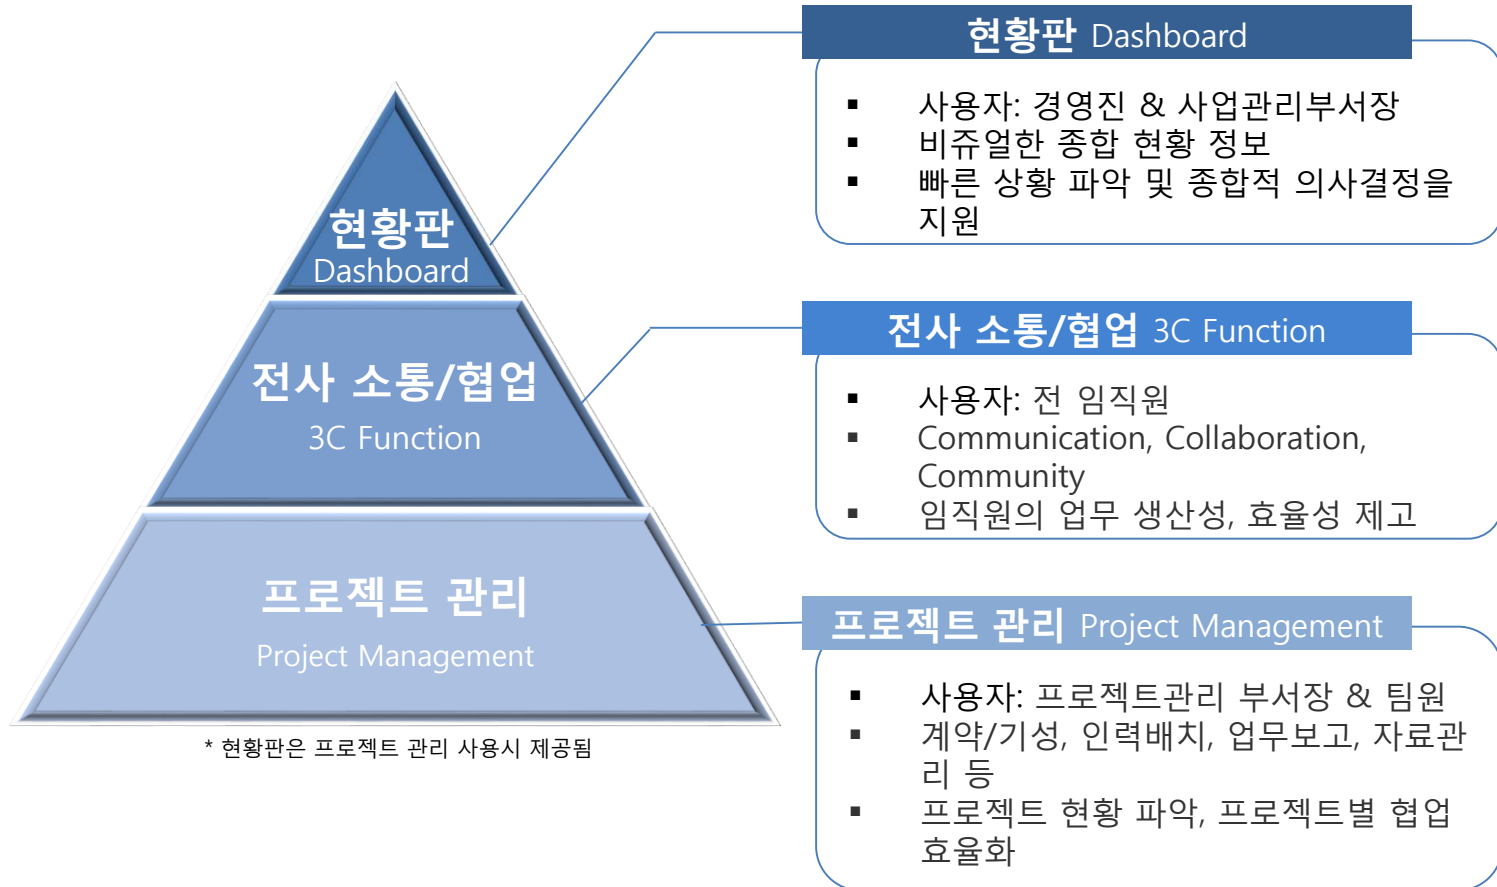 현황판
Dashboard
전사 소통/협업
3C Function
프로젝트 관리
Project Management
* 현황판은 프로젝트 관리 사용시 제공됨
현황판 Dashboard
▪ 사용자: 경영진 & 사업관리부서장
▪ 비쥬얼한 종합 현황 정보
▪ 빠른 상황 파악 및 종합적 의사결정을
지원
전사 소통/협업 3C Function
▪ 사용자: 전 임직원
▪ Communication, Collaboration,
Community
▪ 임직원의 업무 생산성, 효율성 제고
프로젝트 관리 Project Management
▪ 사용자: 프로젝트관리 부서장 & 팀원
▪ 계약/기성, 인력배치, 업무보고, 자료관
리 등
▪ 프로젝트 현황 파악, 프로젝트별 협업
효율화